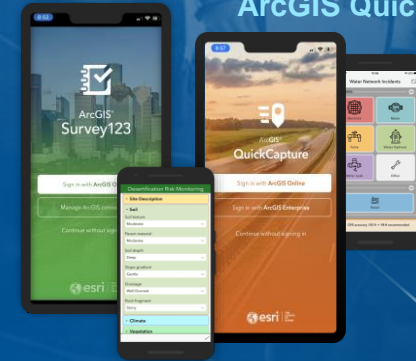 ArcGIS Quic
8:52
ArcGIS
Survey123
Sign in with ArcGIS O
Manage ArcGIS
Continue without sign
esri
Desertification Risk Monitoring
Site Description
Soil
Soil texture
Moderate
Parent material
Moderate
Soil depth
Deep
Slope gradient
Gentle
Drainage
Well Drained
Rock fragment
Stony
Climate
Vegetation
8:57
ArcGIS
QuickCapture
Sign in with ArcGIS Online
Sign in with ArcGIS Enterprise
Continue without signing in
esri
Water Network Incidents
Other